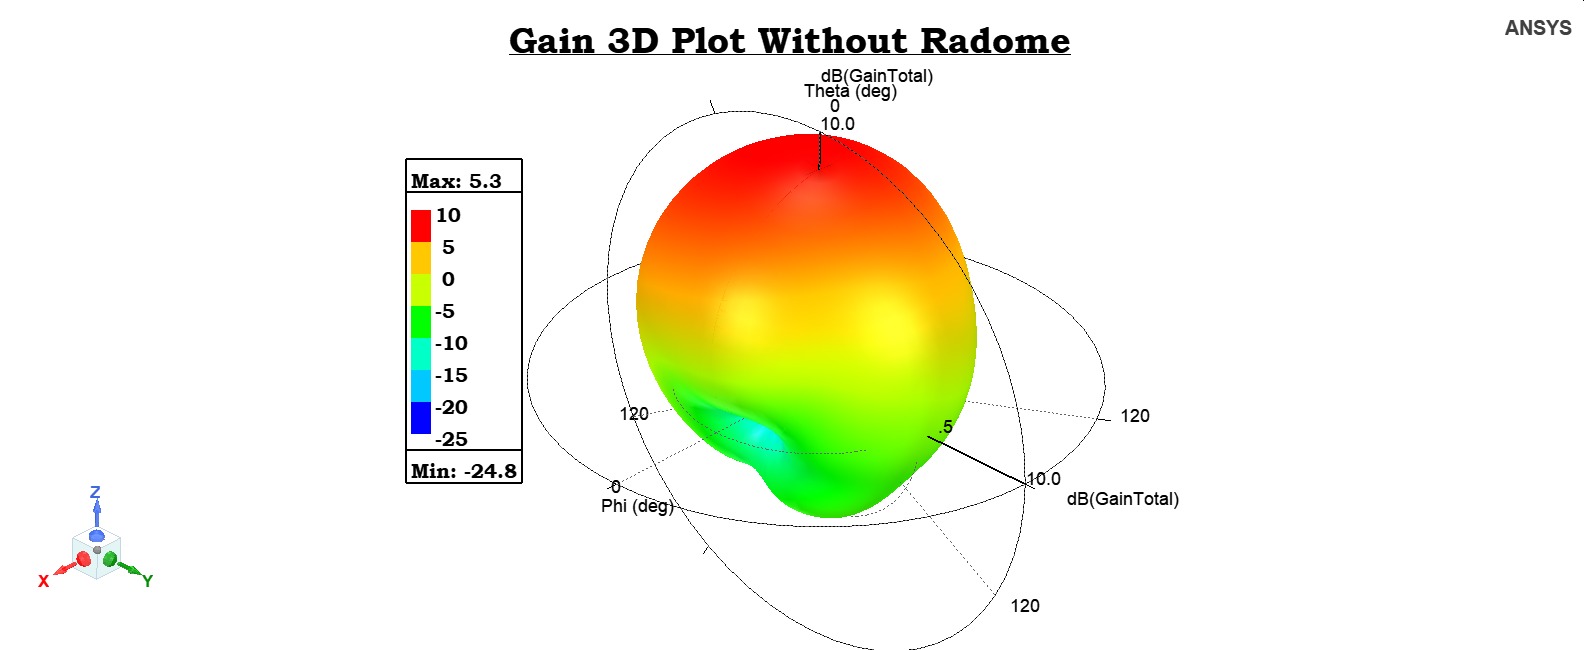 Gain 3D Plot Without Radome
ANSYS
dB(GainTotal)
Theta (deg)
0
10.0
Max: 5.3
10
5
0
-5
-10
-15
-20
-25
Min: -24.8
120
120
.5
0
10.0
Phi (deg)
dB(GainTotal)
120
Z
X
Y